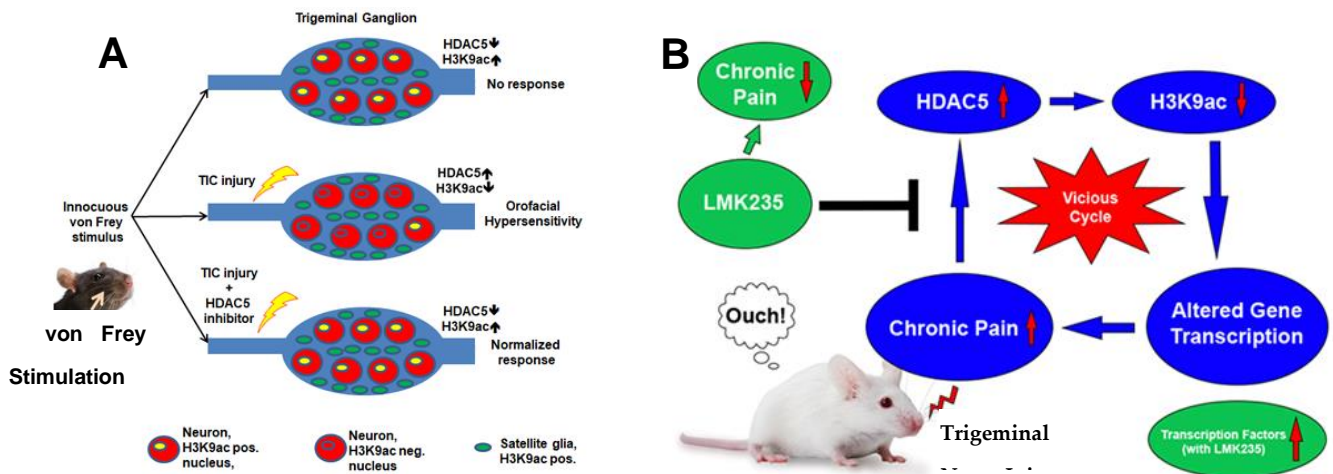 A
Trigeminal Ganglion
HDAC5↓
H3K9ac↑
No response
TIC injury
HDAC5↑
H3K9ac↓
Orofacial
Hypersensitivity
Innocuous
von Frey
stimulus
TIC injury
+
HDAC5
inhibitor
HDAC5↓
H3K9ac↑
Normalized
response
von Frey
Stimulation
Neuron,
H3K9ac pos.
nucleus,
Neuron,
H3K9ac neg.
nucleus
Satellite glia,
H3K9ac pos.
B
Chronic
Pain
LMK235
HDAC5
H3K9ac
Vicious
Cycle
Altered Gene
Transcription
Chronic Pain
Ouch!
Transcription Factors
(with LMK235)
Trigeminal